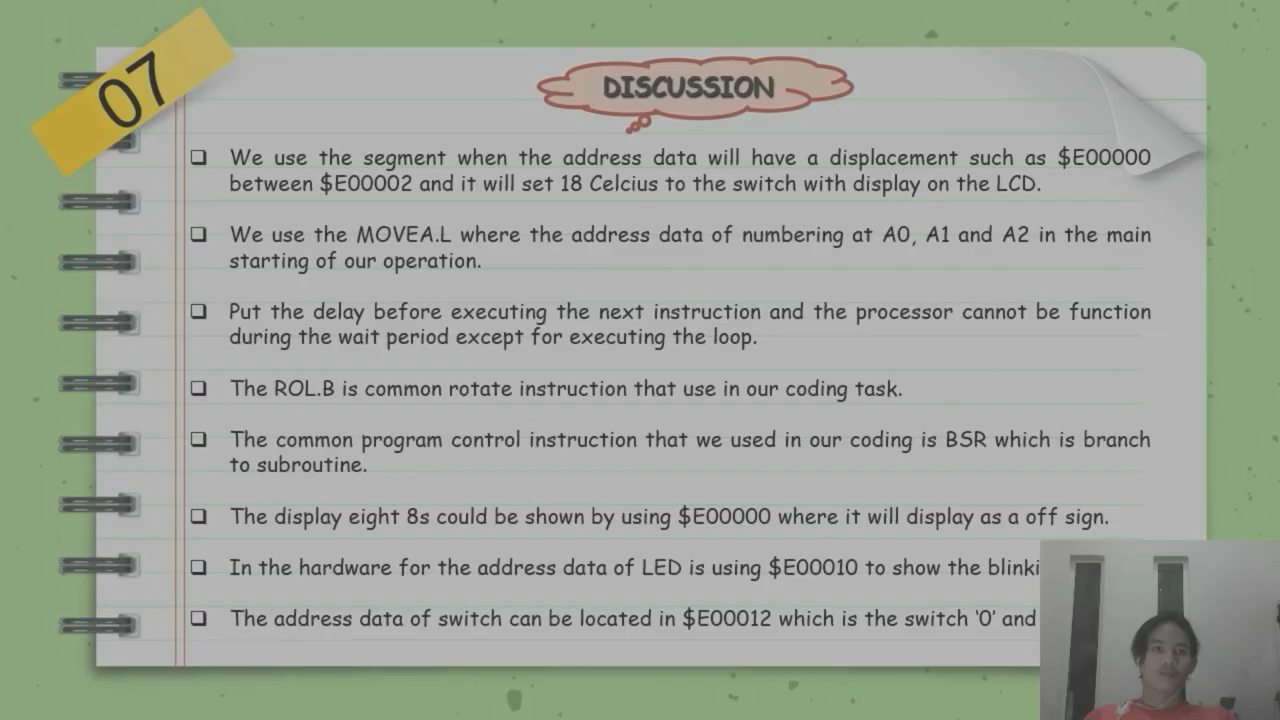 07
DISCUSSION
We use the segment when the address data will have a displacement such as $E00000
between $E00002 and it will set 18 Celcius to the switch with display on the LCD.
We use the MOVEA.L where the address data of numbering at A0, A1 and A2 in the main
starting of our operation.
Put the delay before executing the next instruction and the processor cannot be function
during the wait period except for executing the loop.
The ROL.B is common rotate instruction that use in our coding task.
The common program control instruction that we used in our coding is BSR which is branch
to subroutine.
The display eight 8s could be shown by using $E00000 where it will display as a off sign.
In the hardware for the address data of LED is using $E00010 to show the
The address data of switch can be located in $E00012 which is the switch '0' and